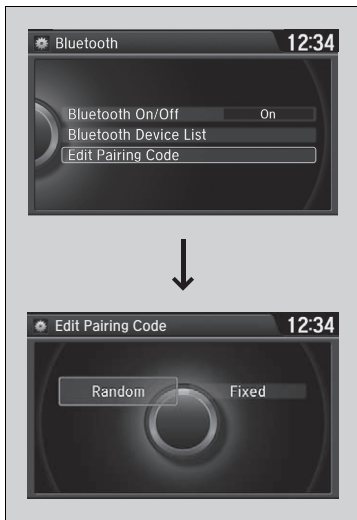 Bluetooth 12:34
Bluetooth On/Off On
Bluetooth Device List
Edit Pairing Code
Edit Pairing Code 12:34
Random Fixed